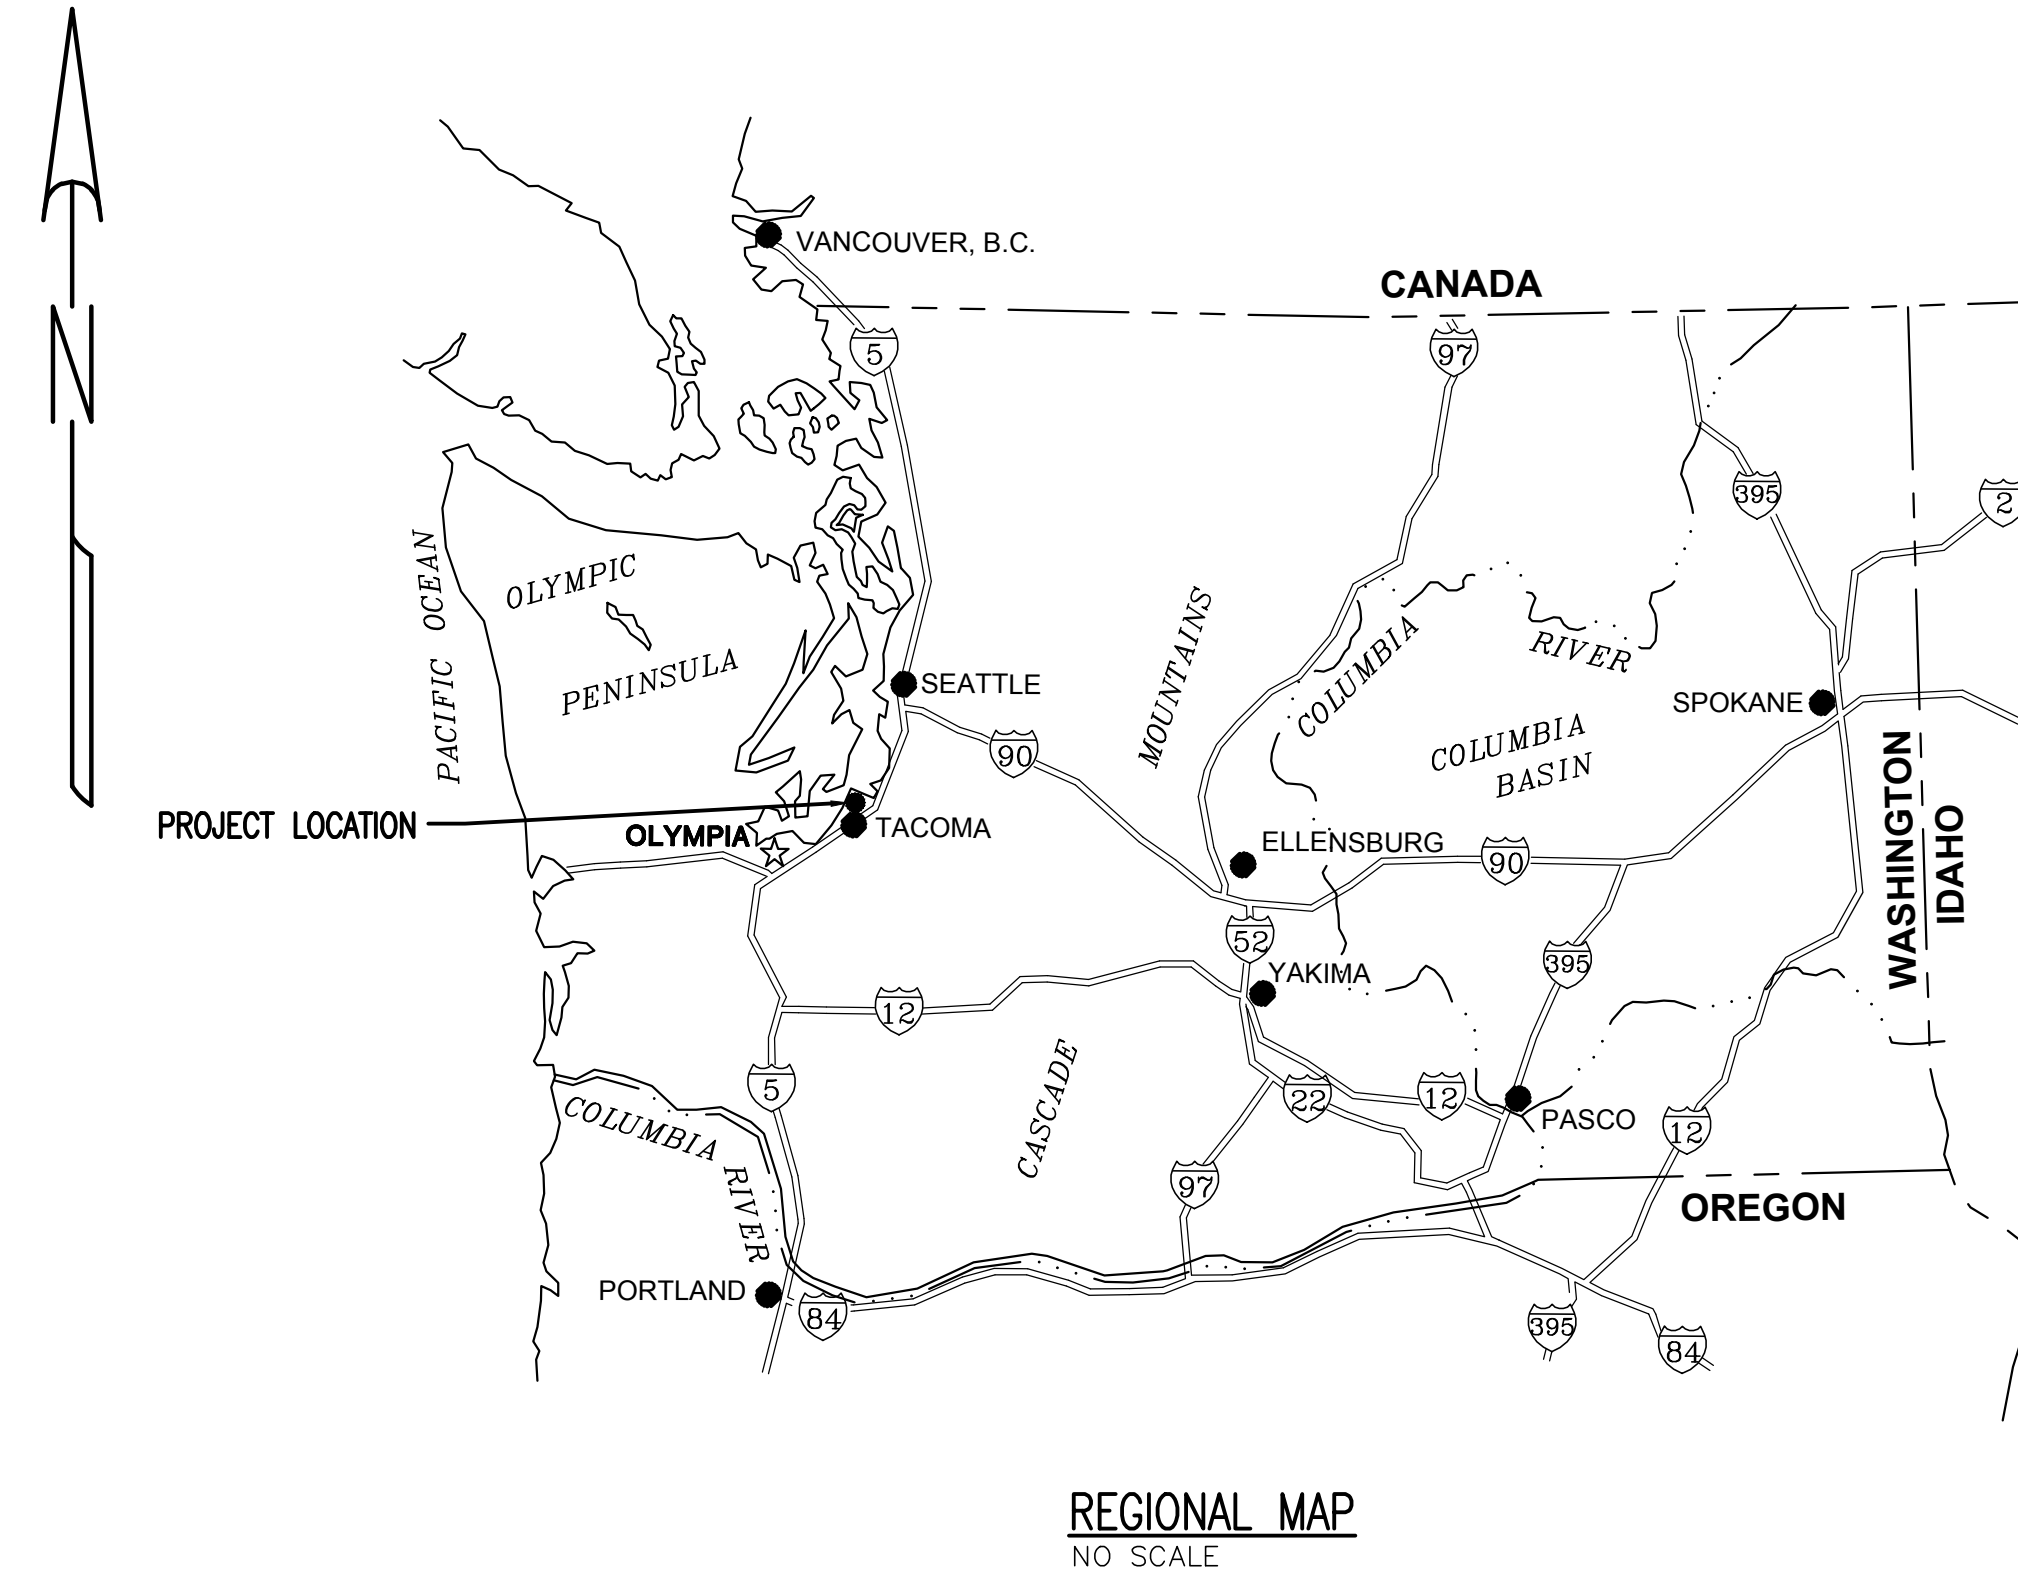 VANCOUVER, B.C.
CANADA
N
5
97
395
2
PACIFIC OCEAN
OLYMPIC
PENINSULA
MOUNTAINS
COLUMBIA
RIVER
SEATTLE
SPOKANE
90
COLUMBIA
BASIN
WASHINGTON
IDAHO
PROJECT LOCATION
OLYMPIA
TACOMA
ELLENSBURG
90
52
395
YAKIMA
12
CASCADE
5
22
12
PASCO
12
COLUMBIA
RIVER
97
OREGON
PORTLAND
84
395
84
REGIONAL MAP
NO SCALE